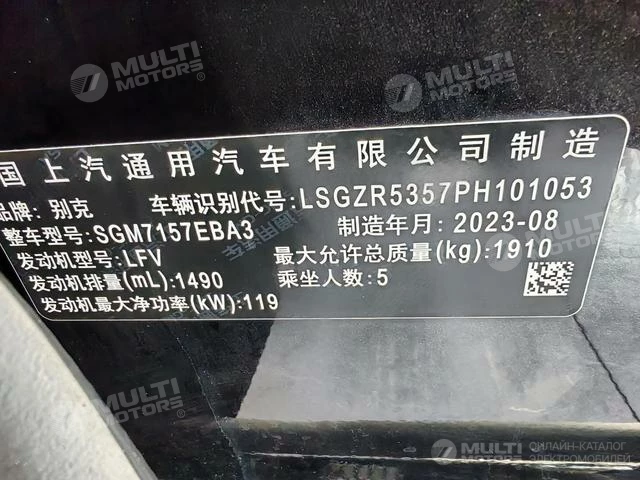 MULTI MOTORS
MULTI MOTORS
国上汽通用汽车有限公司制造
品牌: 别克 车辆识别代号: LSGZR5357PH101053
整车型号: SGM7157EBA3 制造年月: 2023-08
发动机型号: LFV 最大允许总质量(kg): 1910
发动机排量(mL): 1490 乘坐人数: 5
发动机最大净功率(kW): 119
MULTI MOTORS
MULTI MOTORS
MULTI MOTORS
MULTI ОНЛАЙН-КАТАЛОГ
MOTORS ЭЛЕКТРОМОБИЛЕЙ